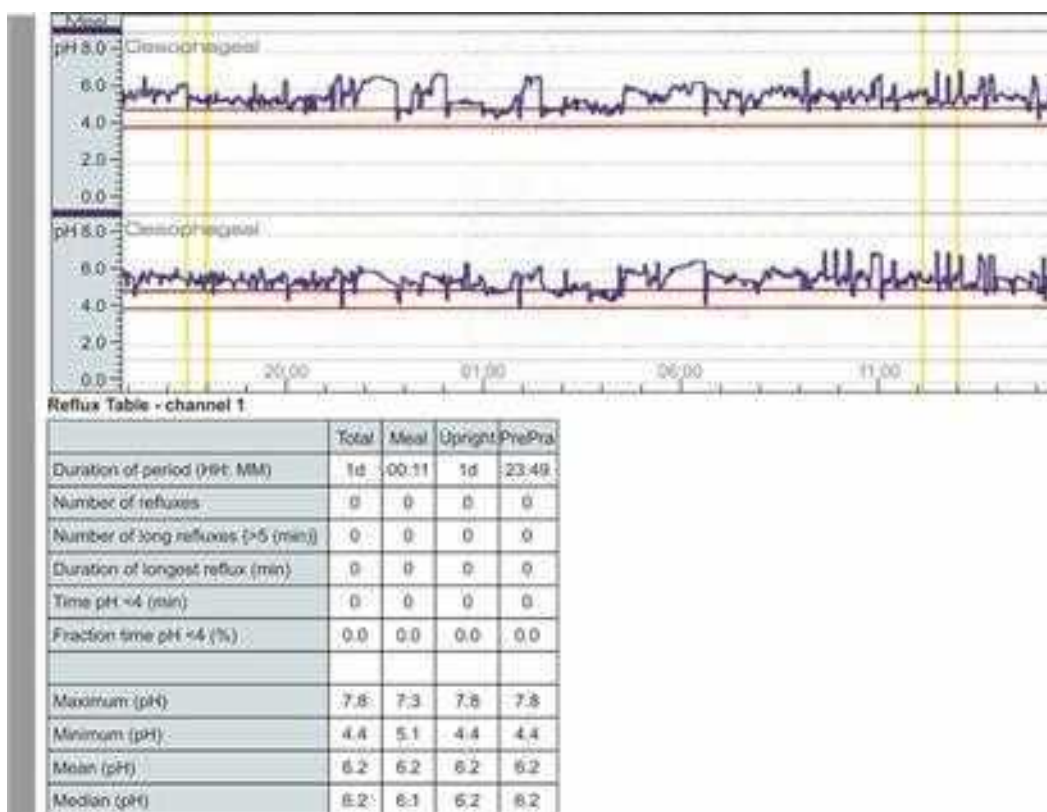 Meal
pH 8.0 Oesophageal
6.0
4.0
2.0
0.0
pH 8.0 Oesophageal
6.0
4.0
2.0
0.0
20:00 01:00 06:00 11:00
Reflux Table - channel 1
Total Meal Upright PrePra
Duration of period (HH: MM) 1d 00:11 1d 23:49
Number of refluxes 0 0 0 0
Number of long refluxes (>5 (min)) 0 0 0 0
Duration of longest reflux (min) 0 0 0 0
Time pH <4 (min) 0 0 0 0
Fraction time pH <4 (%) 0.0 0.0 0.0 0.0
Maximum (pH) 7.8 7.3 7.8 7.8
Minimum (pH) 4.4 5.1 4.4 4.4
Mean (pH) 6.2 6.2 6.2 6.2
Median (pH) 6.2 6.1 6.2 6.2